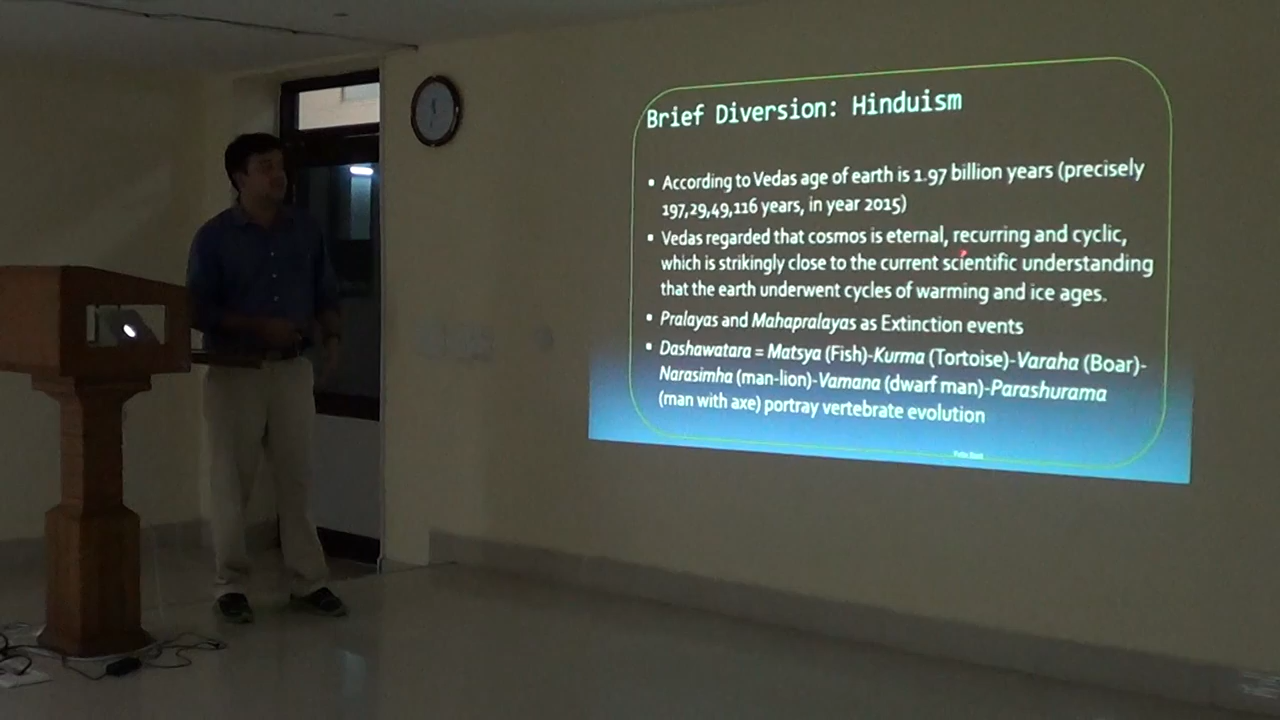 Brief Diversion: Hinduism
• According to Vedas age of earth is 1.97 billion years (precisely
197,29,49,116 years, in year 2015)
• Vedas regarded that cosmos is eternal, recurring and cyclic,
which is strikingly close to the current scientific understanding
that the earth underwent cycles of warming and ice ages.
• Pralayas and Mahapralayas as Extinction events
• Dashawatara = Matsya (Fish)-Kurma (Tortoise)-Varaha (Boar)-
Narasimha (man-lion)-Vamana (dwarf man)-Parashurama
(man with axe) portray vertebrate evolution